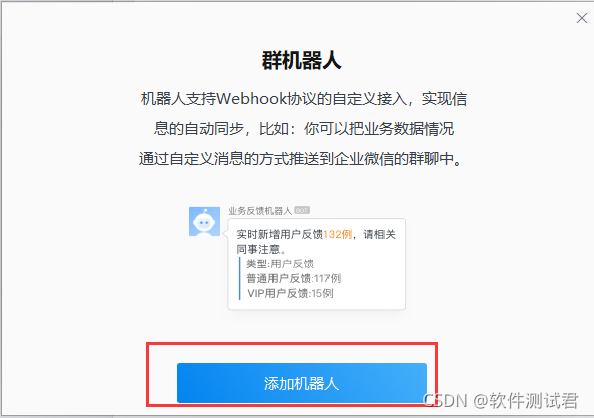 群机器人
机器人支持Webhook协议的自定义接入，实现信
息的自动同步，比如：你可以把业务数据情况
通过自定义消息的方式推送到企业微信的群聊中。
业务反馈机器人 BOT
实时新增用户反馈132例，请相关
同事注意。
类型:用户反馈
普通用户反馈:117例
VIP用户反馈:15例
添加机器人
CSDN @软件测试君